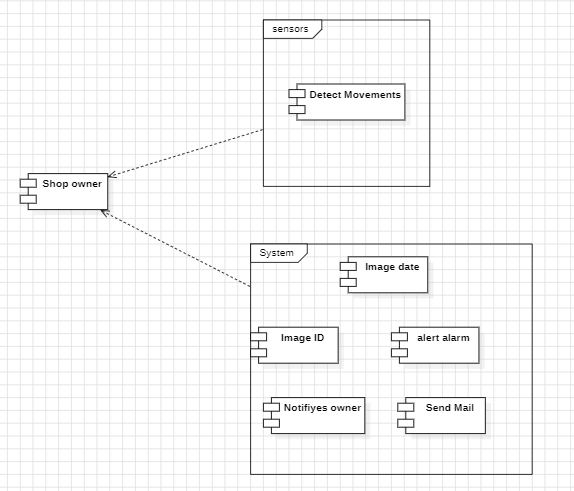 sensors
Detect Movements
Shop owner
System
Image date
Image ID
alert alarm
Notifiyes owner
Send Mail